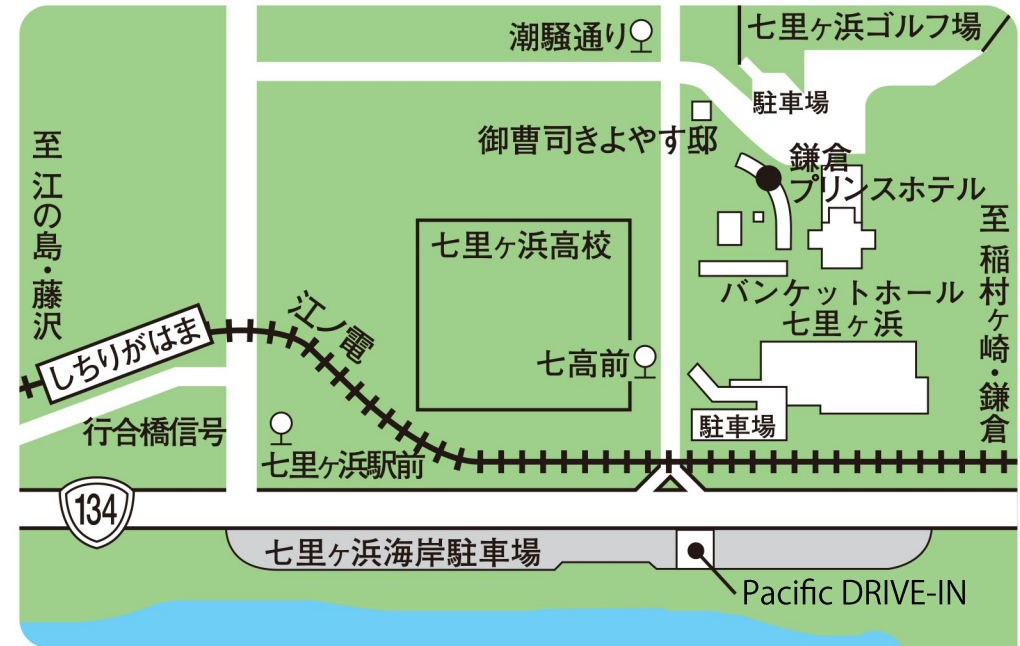 七里ヶ浜ゴルフ場
潮騒通り
駐車場
御曹司きよやす邸
鎌倉
プリンスホテル
至 江の島・藤沢
至 稲村ヶ崎・鎌倉
七里ヶ浜高校
バンケットホール
七里ヶ浜
江ノ電
しちりがはま
七高前
駐車場
行合橋信号
七里ヶ浜駅前
134
七里ヶ浜海岸駐車場
Pacific DRIVE-IN